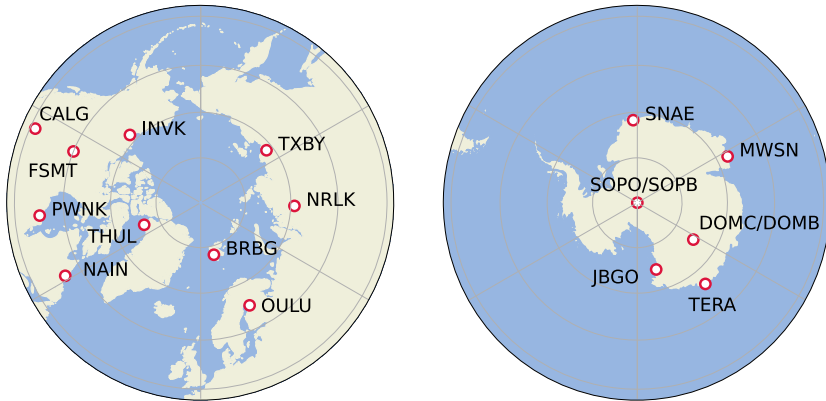 CALG
INVK
FSMT
TXBY
PWNK
NRLK
THUL
BRBG
NAIN
OULU
SNAE
MWSN
SOPO/SOPB
DOMC/DOMB
JBGO
TERA